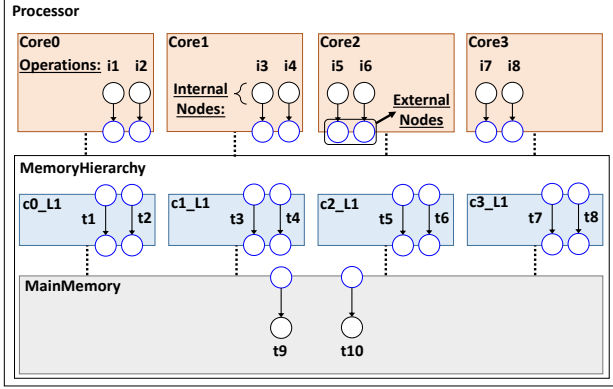 Processor
Core0 Core1 Core2 Core3
Operations: i1 i2 i3 i4 i5 i6 i7 i8
Internal
Nodes:
External
Nodes
MemoryHierarchy
c0_L1 c1_L1 c2_L1 c3_L1
t1 t2 t3 t4 t5 t6 t7 t8
MainMemory
t9 t10